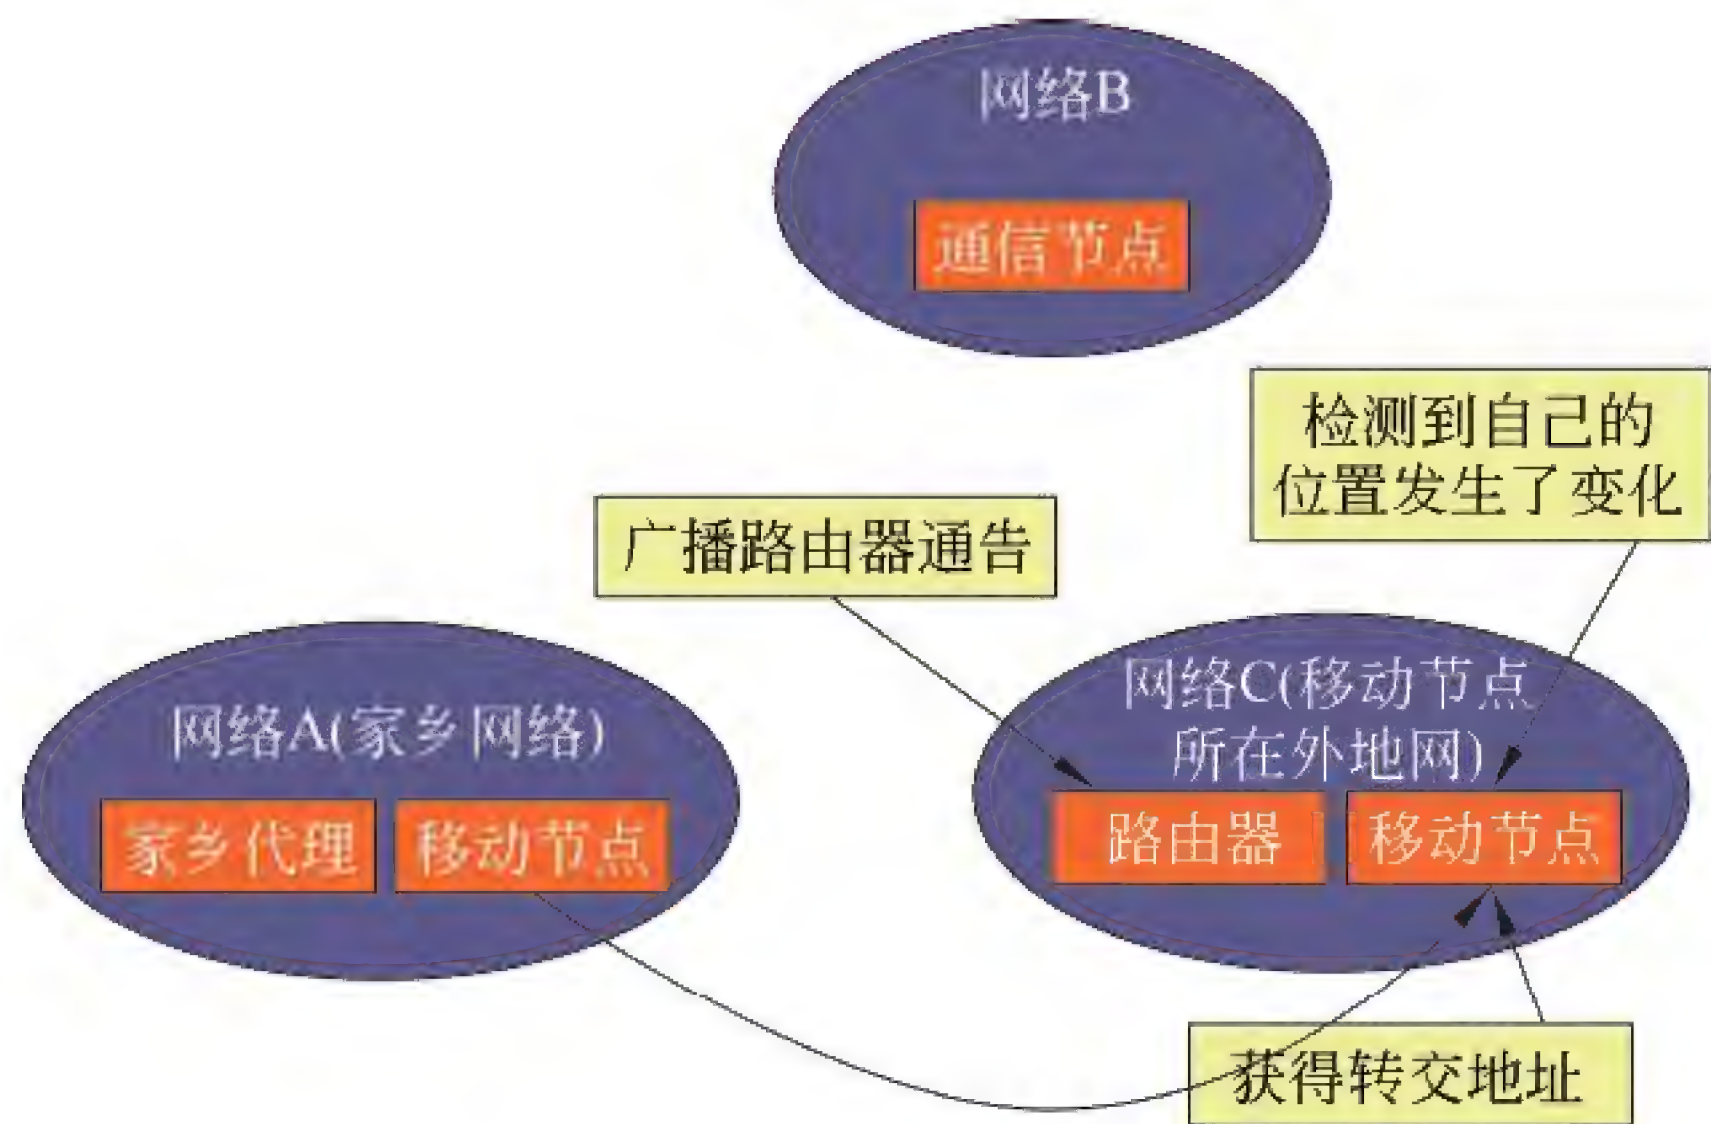 网络B
通信节点
检测到自己的
位置发生了变化
广播路由器通告
网络A(家乡网络)
家乡代理
移动节点
网络C(移动节点
所在外地网)
路由器
移动节点
获得转交地址